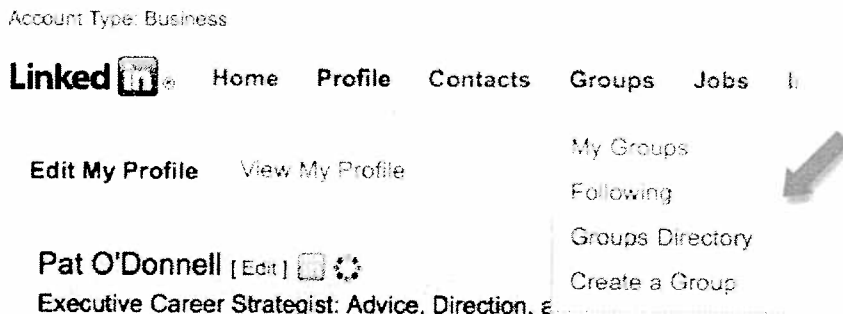 Account Type: Business
Linked in ® Home Profile Contacts Groups Jobs
Edit My Profile View My Profile
My Groups
Following
Groups Directory
Create a Group
Pat O'Donnell [Edit] in
Executive Career Strategist: Advice, Direction, a